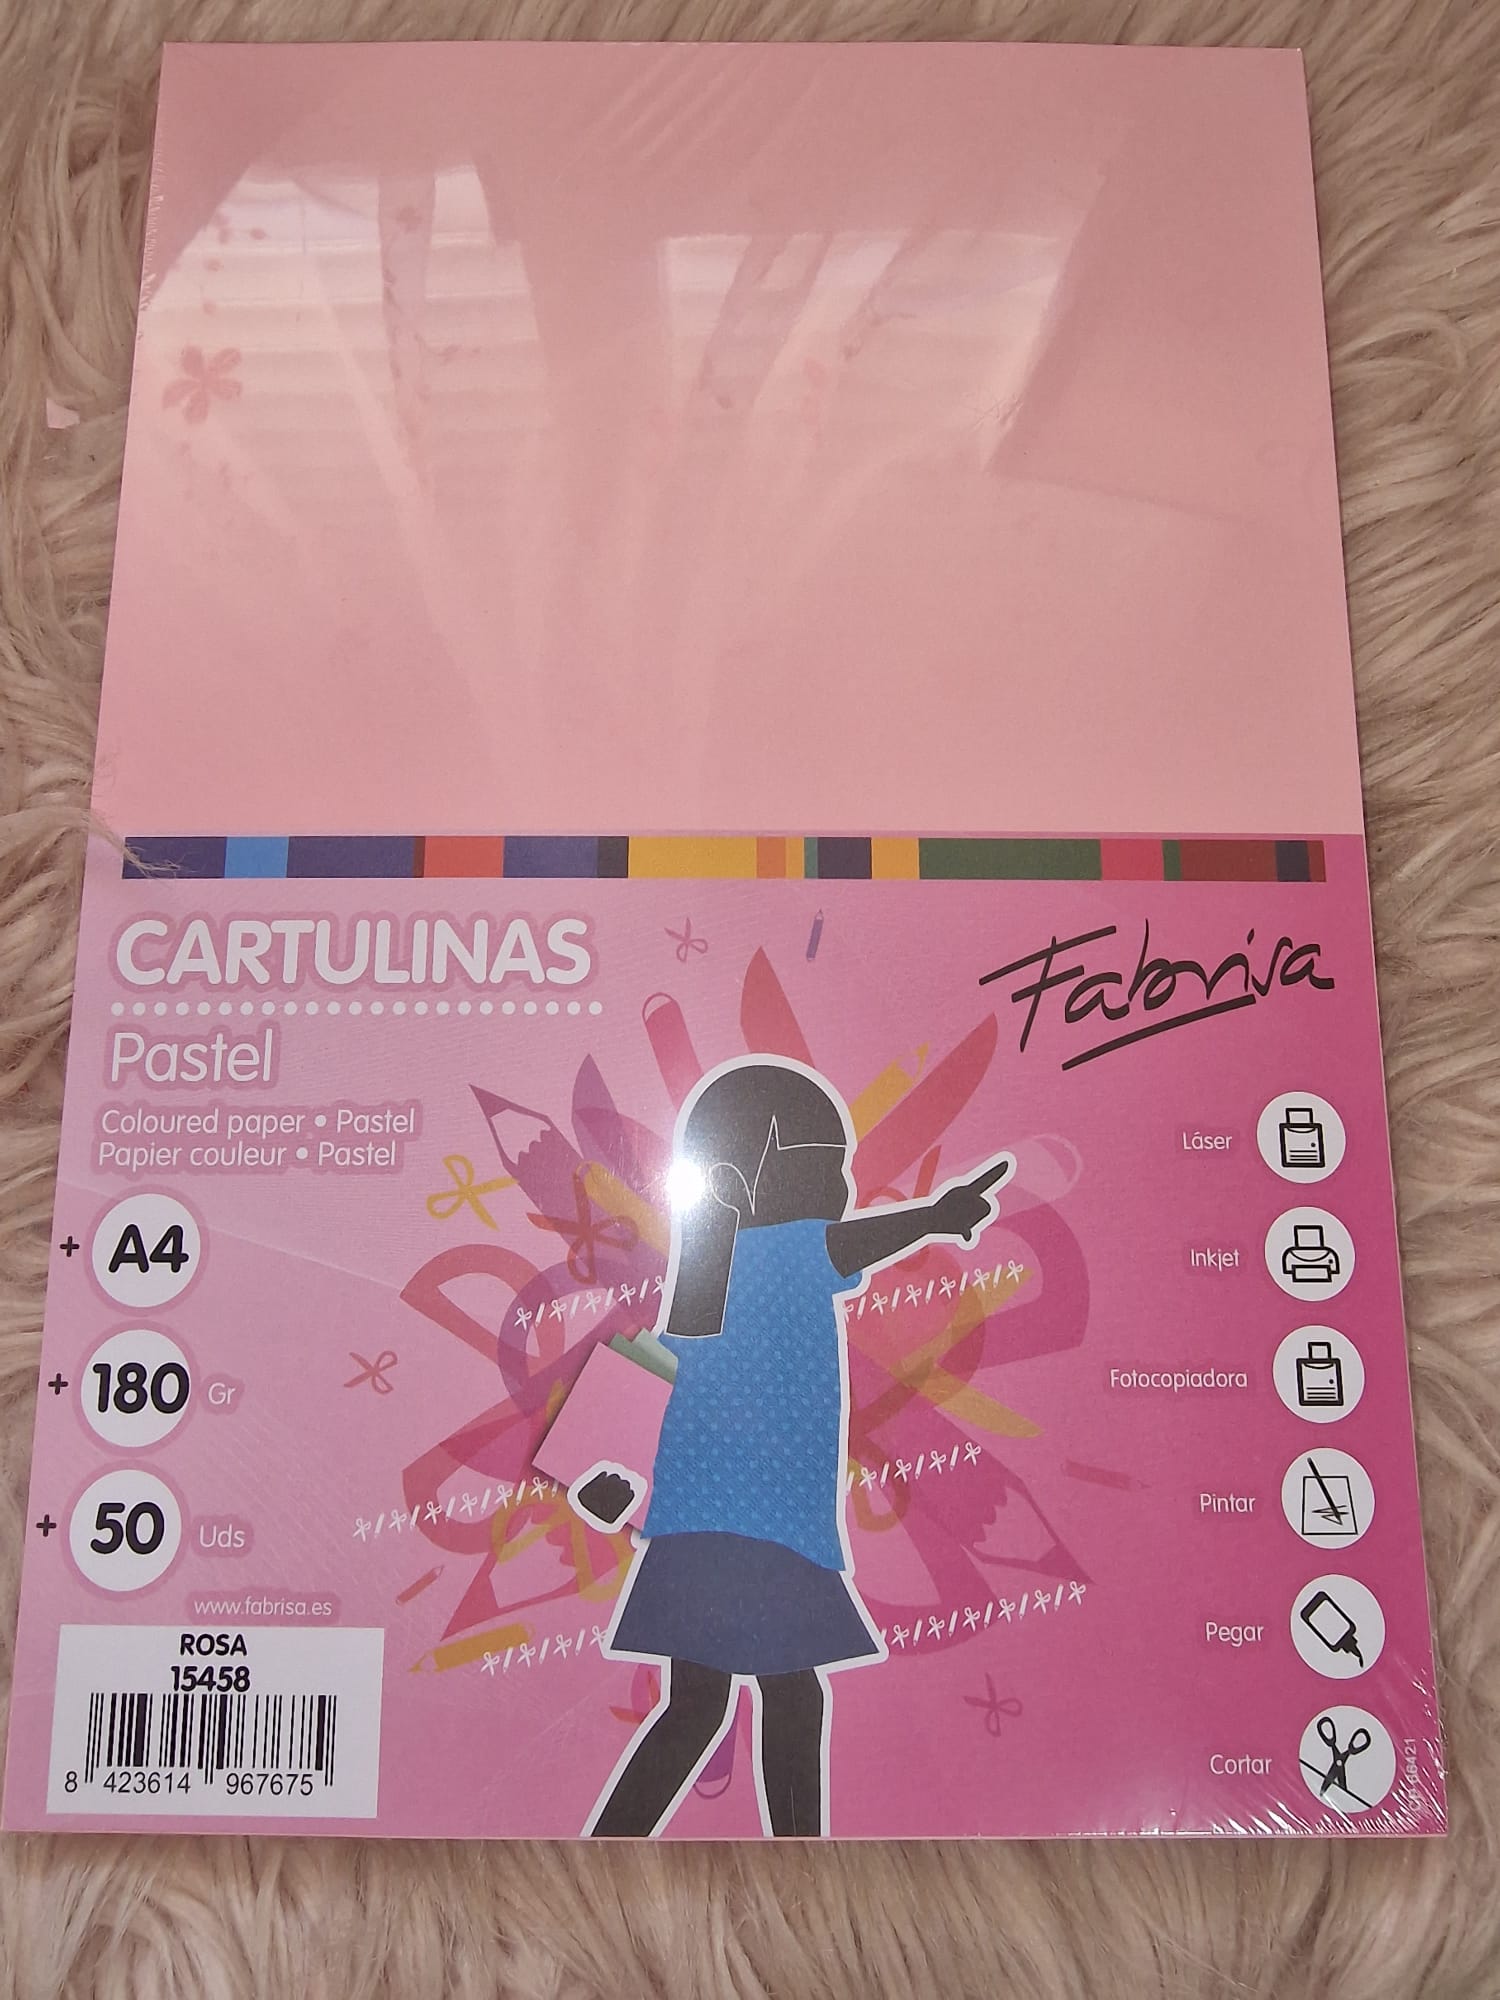 CARTULINAS
Pastel
Coloured paper • Pastel
Papier couleur • Pastel
Fabrisa
+ A4
+ 180 Gr
+ 50 Uds
www.fabrisa.es
ROSA
15458
8 423614 967675
Láser
Inkjet
Fotocopiadora
Pintar
Pegar
Cortar